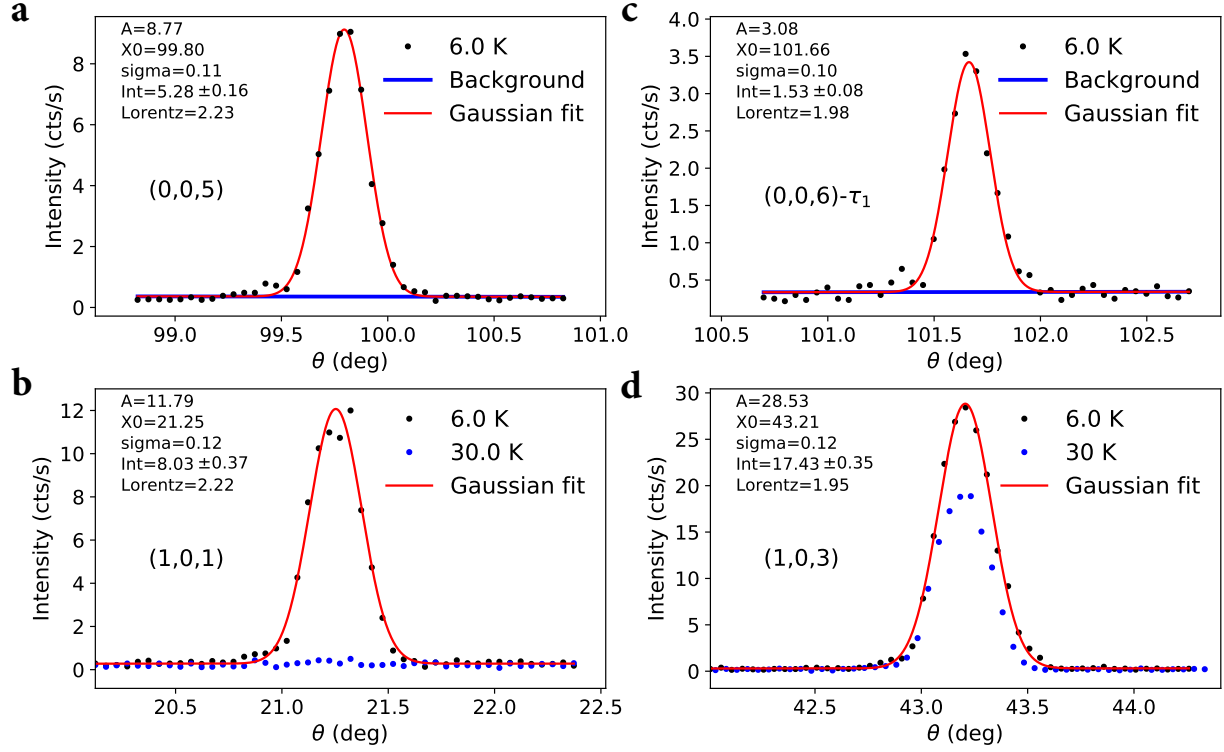 a
A=8.77
X0=99.80
sigma=0.11
Int=5.28 ±0.16
Lorentz=2.23
6.0 K
Background
Gaussian fit
(0,0,5)
Intensity (cts/s)
8
6
4
2
0
99.0
99.5
100.0
100.5
101.0
θ (deg)
c
A=3.08
X0=101.66
sigma=0.10
Int=1.53 ±0.08
Lorentz=1.98
6.0 K
Background
Gaussian fit
(0,0,6)-τ₁
Intensity (cts/s)
4.0
3.5
3.0
2.5
2.0
1.5
1.0
0.5
100.5
101.0
101.5
102.0
102.5
θ (deg)
b
A=11.79
X0=21.25
sigma=0.12
Int=8.03 ±0.37
Lorentz=2.22
6.0 K
30.0 K
Gaussian fit
(1,0,1)
Intensity (cts/s)
12
10
8
6
4
2
0
20.5
21.0
21.5
22.0
22.5
θ (deg)
d
A=28.53
X0=43.21
sigma=0.12
Int=17.43 ±0.35
Lorentz=1.95
6.0 K
30 K
Gaussian fit
(1,0,3)
Intensity (cts/s)
30
25
20
15
10
5
0
42.5
43.0
43.5
44.0
θ (deg)